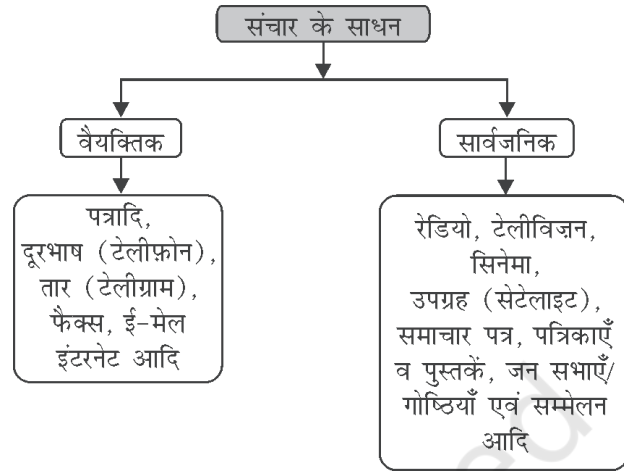 संचार के साधन
वैयक्तिक
सार्वजनिक
पत्रादि,
दूरभाष (टेलीफ़ोन),
तार (टेलीग्राम),
फैक्स, ई-मेल
इंटरनेट आदि
रेडियो, टेलीविज़न,
सिनेमा,
उपग्रह (सेटेलाइट),
समाचार पत्र, पत्रिकाएँ
व पुस्तकें, जन सभाएँ/
गोष्ठियाँ एवं सम्मेलन
आदि